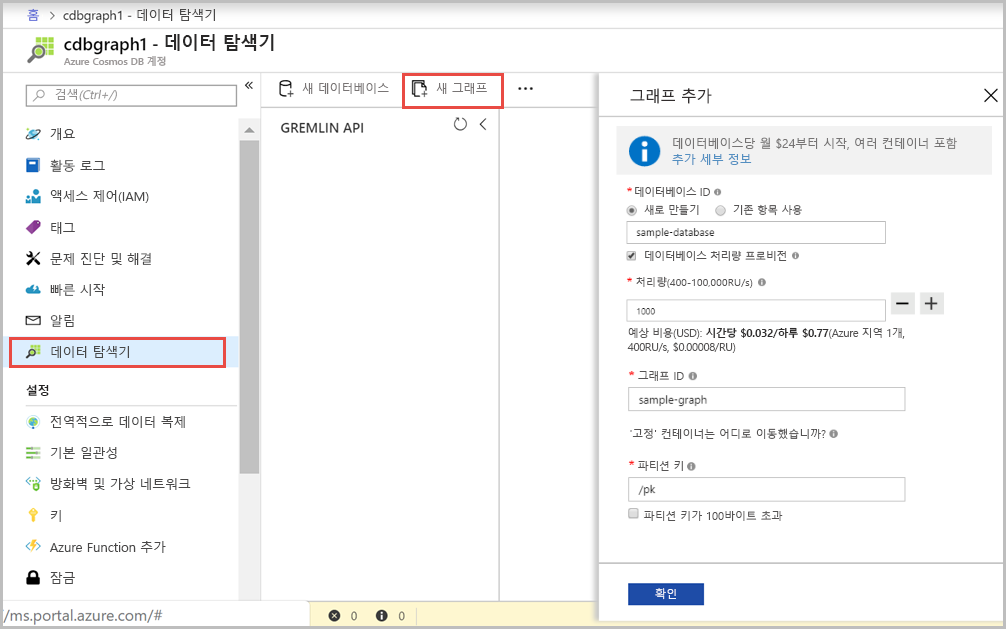 홈 > cdbgraph1 - 데이터 탐색기
cdbgraph1 - 데이터 탐색기
Azure Cosmos DB 계정
검색(Ctrl+/)
개요
활동 로그
액세스 제어(IAM)
태그
문제 진단 및 해결
빠른 시작
알림
데이터 탐색기
설정
전역적으로 데이터 복제
기본 일관성
방화벽 및 가상 네트워크
키
Azure Function 추가
잠금
/ms.portal.azure.com/#
새 데이터베이스
새 그래프
GREMLIN API
0
0
그래프 추가
데이터베이스당 월 $24부터 시작, 여러 컨테이너 포함
추가 세부 정보
*데이터베이스 ID
새로 만들기 기존 항목 사용
sample-database
데이터베이스 처리량 프로비전
* 처리량(400-100,000RU/s)
1000
예상 비용(USD): 시간당 $0.032/하루 $0.77(Azure 지역 1개,
400RU/s, $0.00008/RU)
* 그래프 ID
sample-graph
'고정' 컨테이너는 어디로 이동했습니까?
* 파티션 키
/pk
파티션 키가 100바이트 초과
확인